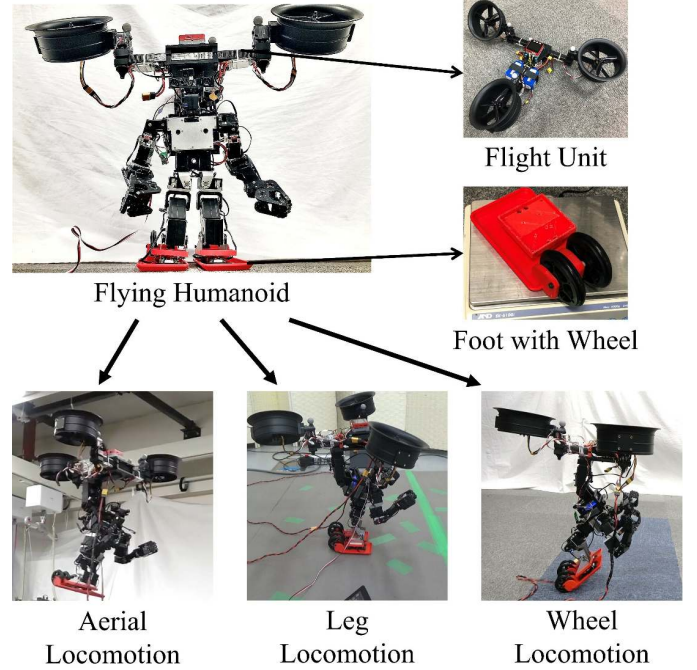 Flight Unit
Flying Humanoid
Foot with Wheel
Aerial
Locomotion
Leg
Locomotion
Wheel
Locomotion